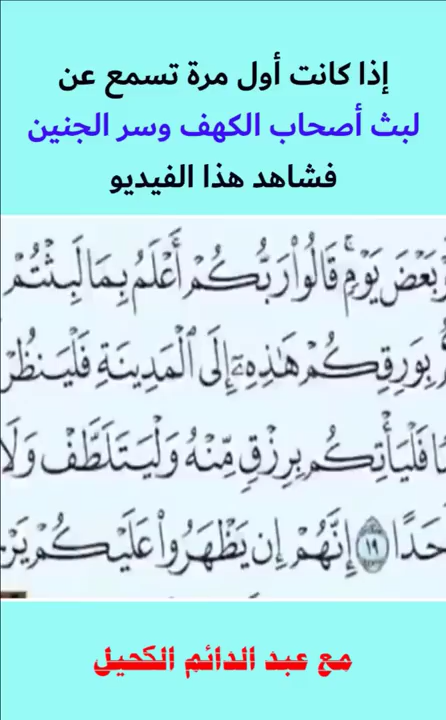 إذا كانت أول مرة تسمع عن
لبث أصحاب الكهف وسر الجنين
فشاهد هذا الفيديو
بَعْضَ يَوْمٍ ۚ قَالُوا۟ رَبُّكُمْ أَعْلَمُ بِمَا لَبِثْتُمْ
بِوَرِقِكُمْ هَٰذِهِۦٓ إِلَى ٱلْمَدِينَةِ فَلْيَنظُرْ
فَلْيَأْتِكُم بِرِزْقٍ مِّنْهُ وَلْيَتَلَطَّفْ وَلَا
حَدًا ١٩ إِنَّهُمْ إِن يَظْهَرُوا۟ عَلَيْكُمْ يَرْ
مع عبد الدائم الكحيل